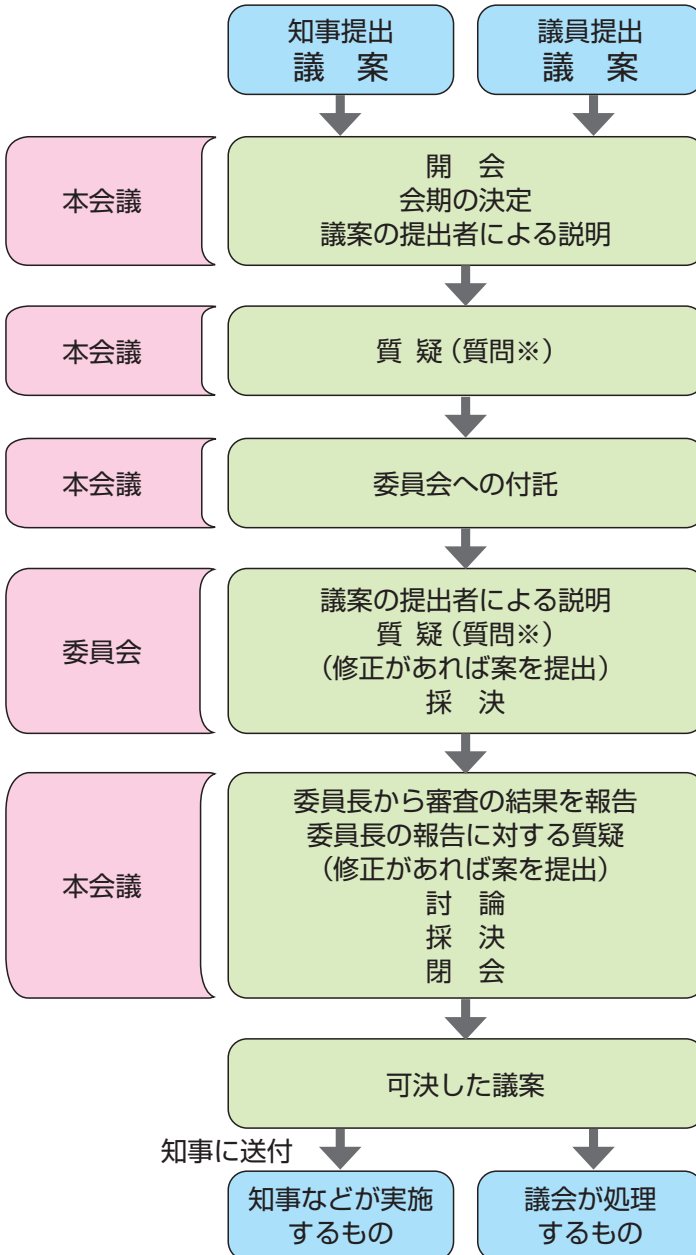 知事提出
議　案
議員提出
議　案
本会議
開　会
会期の決定
議案の提出者による説明
本会議
質 疑（質問※）
本会議
委員会への付託
委員会
議案の提出者による説明
質 疑（質問※）
（修正があれば案を提出）
採　決
本会議
委員長から審査の結果を報告
委員長の報告に対する質疑
（修正があれば案を提出）
討　論
採　決
閉　会
可決した議案
知事に送付
知事などが実施
するもの
議会が処理
するもの